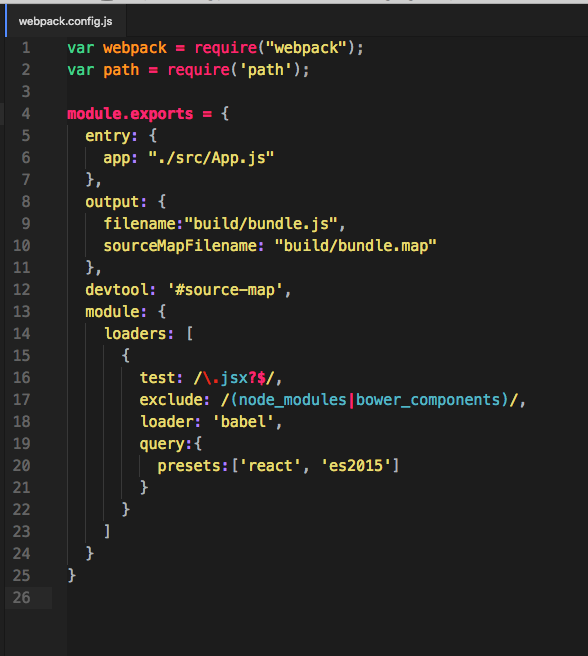 webpack.config.js
1 var webpack = require("webpack");
2 var path = require('path');
3
4 module.exports = {
5 entry: {
6 app: "./src/App.js"
7 },
8 output: {
9 filename:"build/bundle.js",
10 sourceMapFilename: "build/bundle.map"
11 },
12 devtool: '#source-map',
13 module: {
14 loaders: [
15 {
16 test: /\.jsx?$/,
17 exclude: /(node_modules|bower_components)/,
18 loader: 'babel',
19 query:{
20 presets:['react', 'es2015']
21 }
22 }
23 ]
24 }
25 }
26